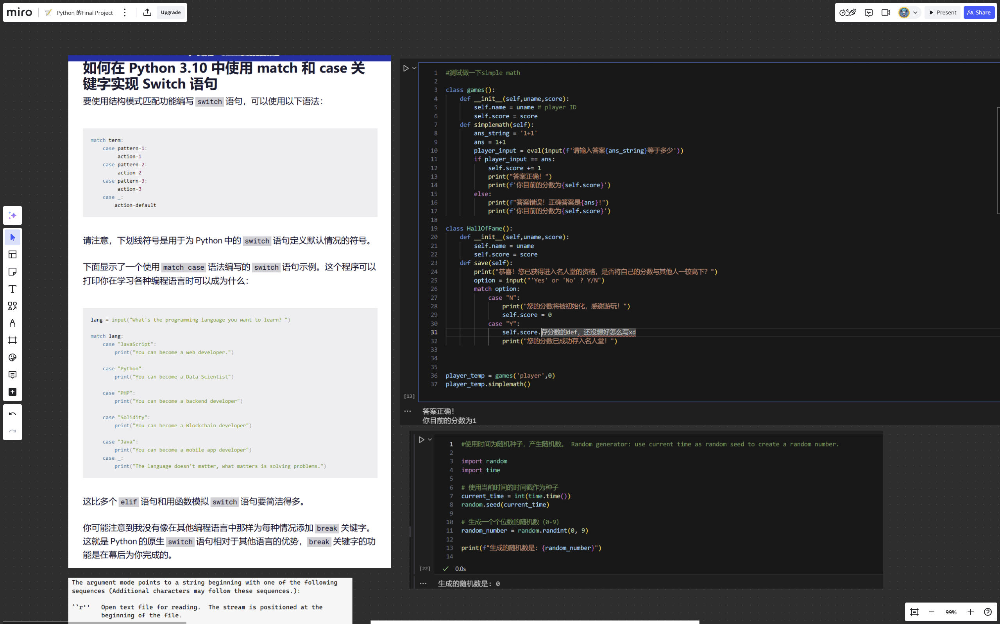 miro
Python 的Final Project
Upgrade
Present
Share
如何在 Python 3.10 中使用 match 和 case 关
键字实现 Switch 语句
要使用结构模式匹配功能编写 switch 语句，可以使用以下语法：
match term:
    case pattern-1:
         action-1
    case pattern-2:
         action-2
    case pattern-3:
         action-3
    case _:
        action-default
请注意，下划线符号是用于为 Python 中的 switch 语句定义默认情况的符号。
下面显示了一个使用 match case 语法编写的 switch 语句示例。这个程序可以
打印你在学习各种编程语言时可以成为什么：
lang = input("What's the programming language you want to learn? ")
match lang:
    case "JavaScript":
        print("You can become a web developer.")
    case "Python":
        print("You can become a Data Scientist")
    case "PHP":
        print("You can become a backend developer")
    case "Solidity":
        print("You can become a Blockchain developer")
    case "Java":
        print("You can become a mobile app developer")
    case _:
        print("The language doesn't matter, what matters is solving problems.")
这比多个 elif 语句和用函数模拟 switch 语句要简洁得多。
你可能注意到我没有像在其他编程语言中那样为每种情况添加 break 关键字。
这就是 Python 的原生 switch 语句相对于其他语言的优势，break 关键字的功
能是在幕后为你完成的。
The argument mode points to a string beginning with one of the following
sequences (Additional characters may follow these sequences.):
``r''   Open text file for reading.  The stream is positioned at the
        beginning of the file.
1 #测试做一下simple math
2
3 class games():
4     def __init__(self,uname,score):
5         self.name = uname # player ID
6         self.score = score
7     def simplemath(self):
8         ans_string = '1+1'
9         ans = 1+1
10         player_input = eval(input(f'请输入答案{ans_string}等于多少'))
11         if player_input == ans:
12             self.score += 1
13             print("答案正确！")
14             print(f'你目前的分数为{self.score}')
15         else:
16             print(f"答案错误！正确答案是{ans}!")
17             print(f'你目前的分数为{self.score}')
18
19 class HallOfFame():
20     def __init__(self,uname,score):
21         self.name = uname
22         self.score = score
23     def save(self):
24         print("恭喜！您已获得进入名人堂的资格，是否将自己的分数与其他人一较高下？")
25         option = input("'Yes' or 'No' ? Y/N")
26         match option:
27             case "N":
28                 print("您的分数将被初始化，感谢游玩！")
29                 self.score = 0
30             case "Y":
31                 self.score.存分数的def，还没想好怎么写xd
32                 print("您的分数已成功存入名人堂！")
33
34
35
36 player_temp = games('player',0)
37 player_temp.simplemath()
[13]
答案正确！
你目前的分数为1
1 #使用时间为随机种子，产生随机数。 Random generator: use current time as random seed to create a random number.
2
3 import random
4 import time
5
6 # 使用当前时间的时间戳作为种子
7 current_time = int(time.time())
8 random.seed(current_time)
9
10 # 生成一个个位数的随机数（0-9）
11 random_number = random.randint(0, 9)
12
13 print(f"生成的随机数是: {random_number}")
14
[22] 0.0s
生成的随机数是: 0
99%